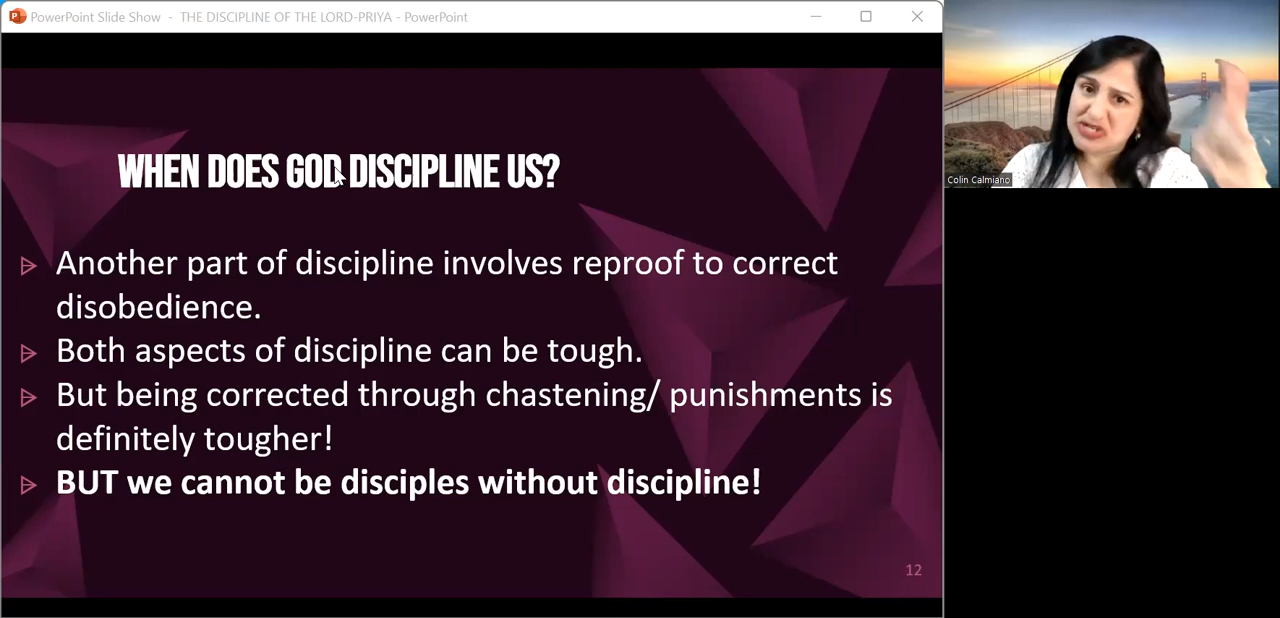 PowerPoint Slide Show - THE DISCIPLINE OF THE LORD-PRIYA - PowerPoint
WHEN DOES GOD DISCIPLINE US?
Another part of discipline involves reproof to correct
disobedience.
Both aspects of discipline can be tough.
But being corrected through chastening/ punishments is
definitely tougher!
BUT we cannot be disciples without discipline!
12
Colin Calmiano